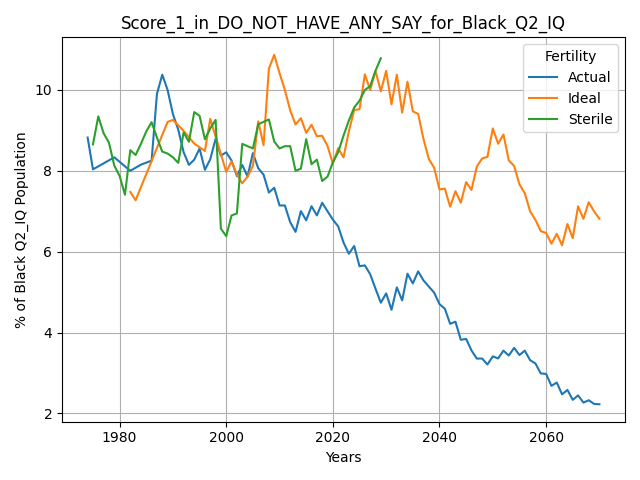 Score_1_in_DO_NOT_HAVE_ANY_SAY_for_Black_Q2_IQ
Fertility
Actual
Ideal
Sterile
% of Black Q2_IQ Population
10
8
6
4
2
1980 2000 2020 2040 2060
Years